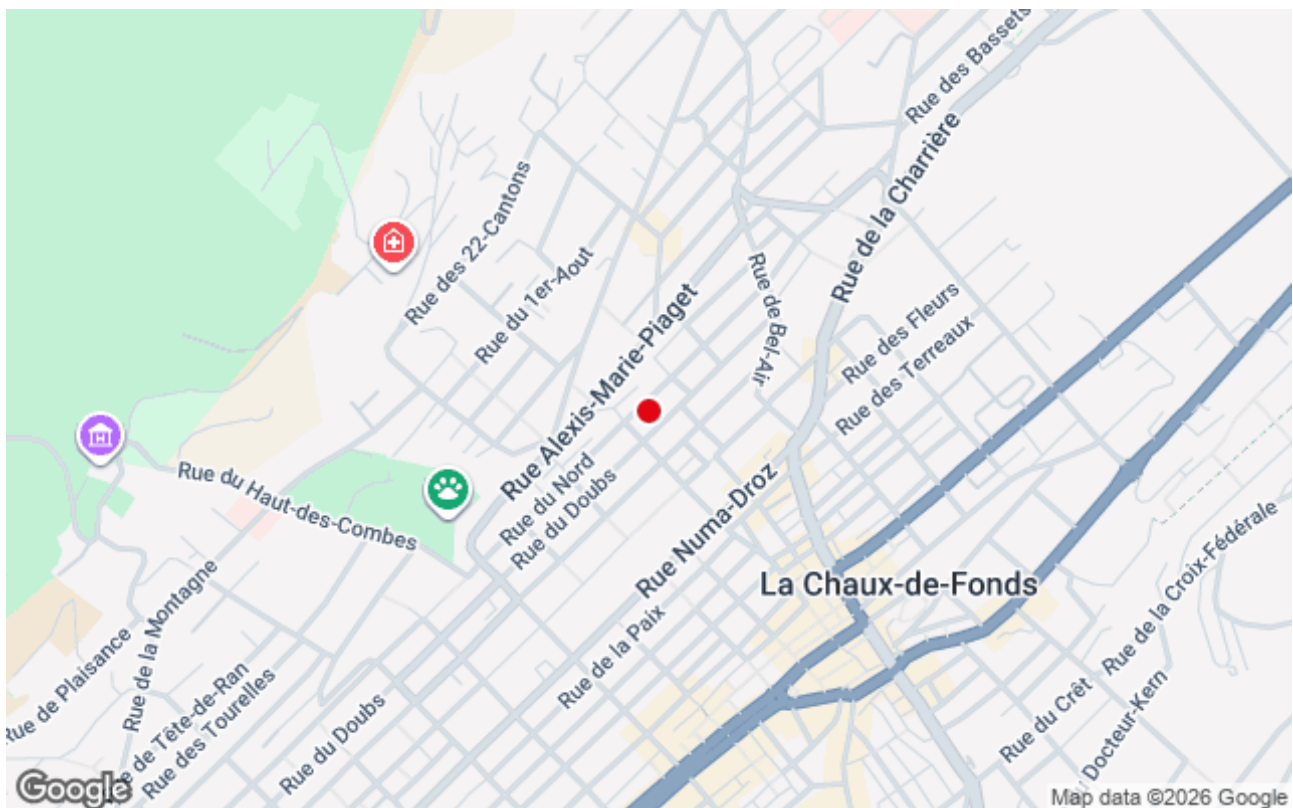 Rue des Bassets
Rue de la Charrière
Rue des 22-Cantons
Rue du 1er-Aout
Rue Alexis-Marie-Piaget
Rue de Bel-Air
Rue des Fleurs
Rue des Terreaux
Rue du Haut-des-Combes
Rue du Nord
Rue du Doubs
Rue Numa-Droz
La Chaux-de-Fonds
Rue de la Paix
Rue de la Croix-Fédérale
Rue de Plaisance
Rue de la Montagne
de Tête-de-Ran
Rue des Tourelles
Rue du Doubs
Rue du Crêt
Docteur-Kern
Google
Map data ©2026 Google